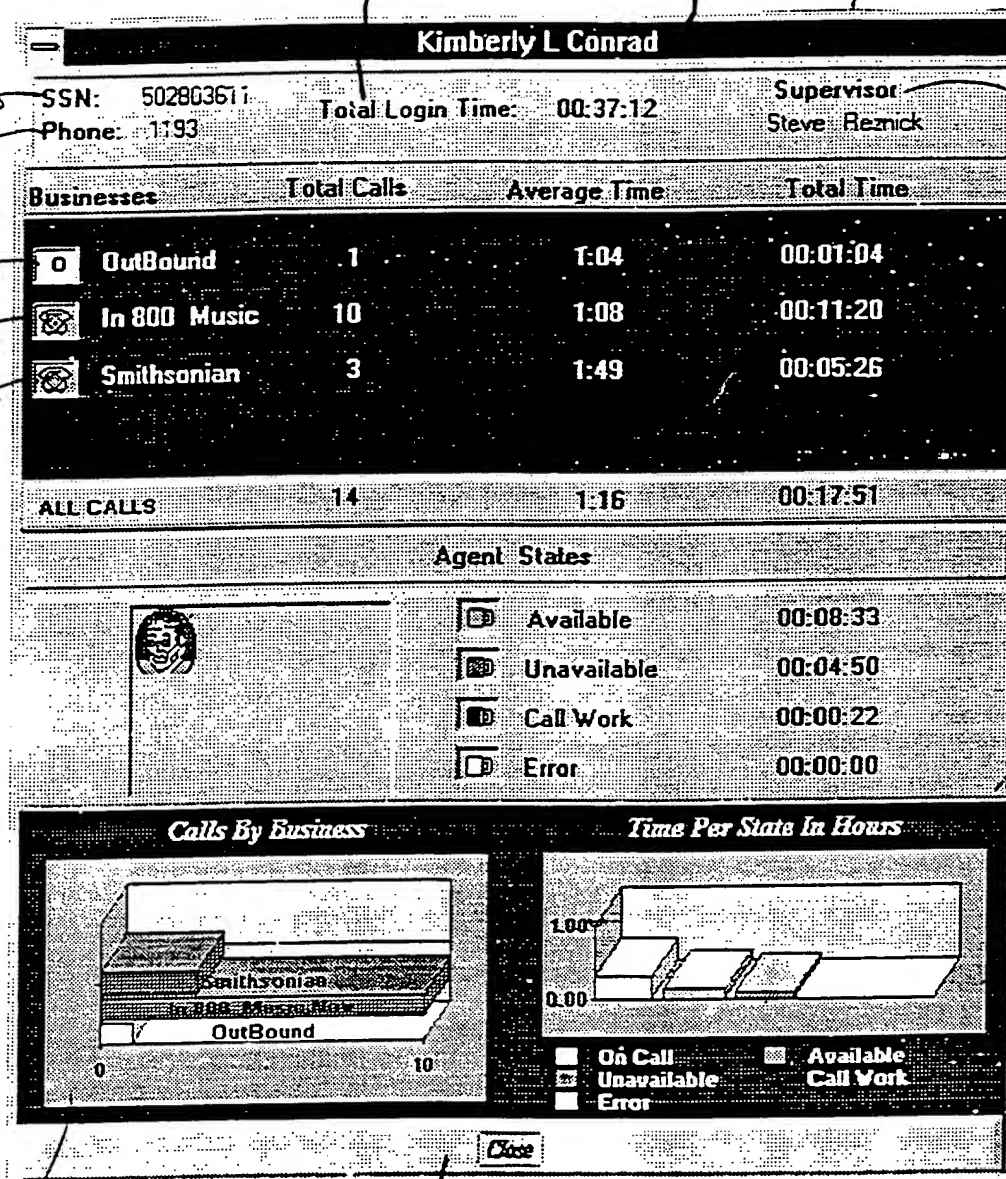 Kimberly L Conrad
SSN: 502803611 Total Login Time: 00:37:12 Supervisor
Phone: 1193 Steve Reznick
Businesses Total Calls Average Time Total Time
O OutBound 1 1:04 00:01:04
In 800 Music 10 1:08 00:11:20
Smithsonian 3 1:49 00:05:26
ALL CALLS 14 1:16 00:17:51
Agent States
Available 00:08:33
Unavailable 00:04:50
Call Work 00:00:22
Error 00:00:00
Calls By Business Time Per State In Hours
1.00
Smithsonian
In 800 Music Now 0.00
OutBound
0 10
On Call Available
Unavailable Call Work
Error
Close